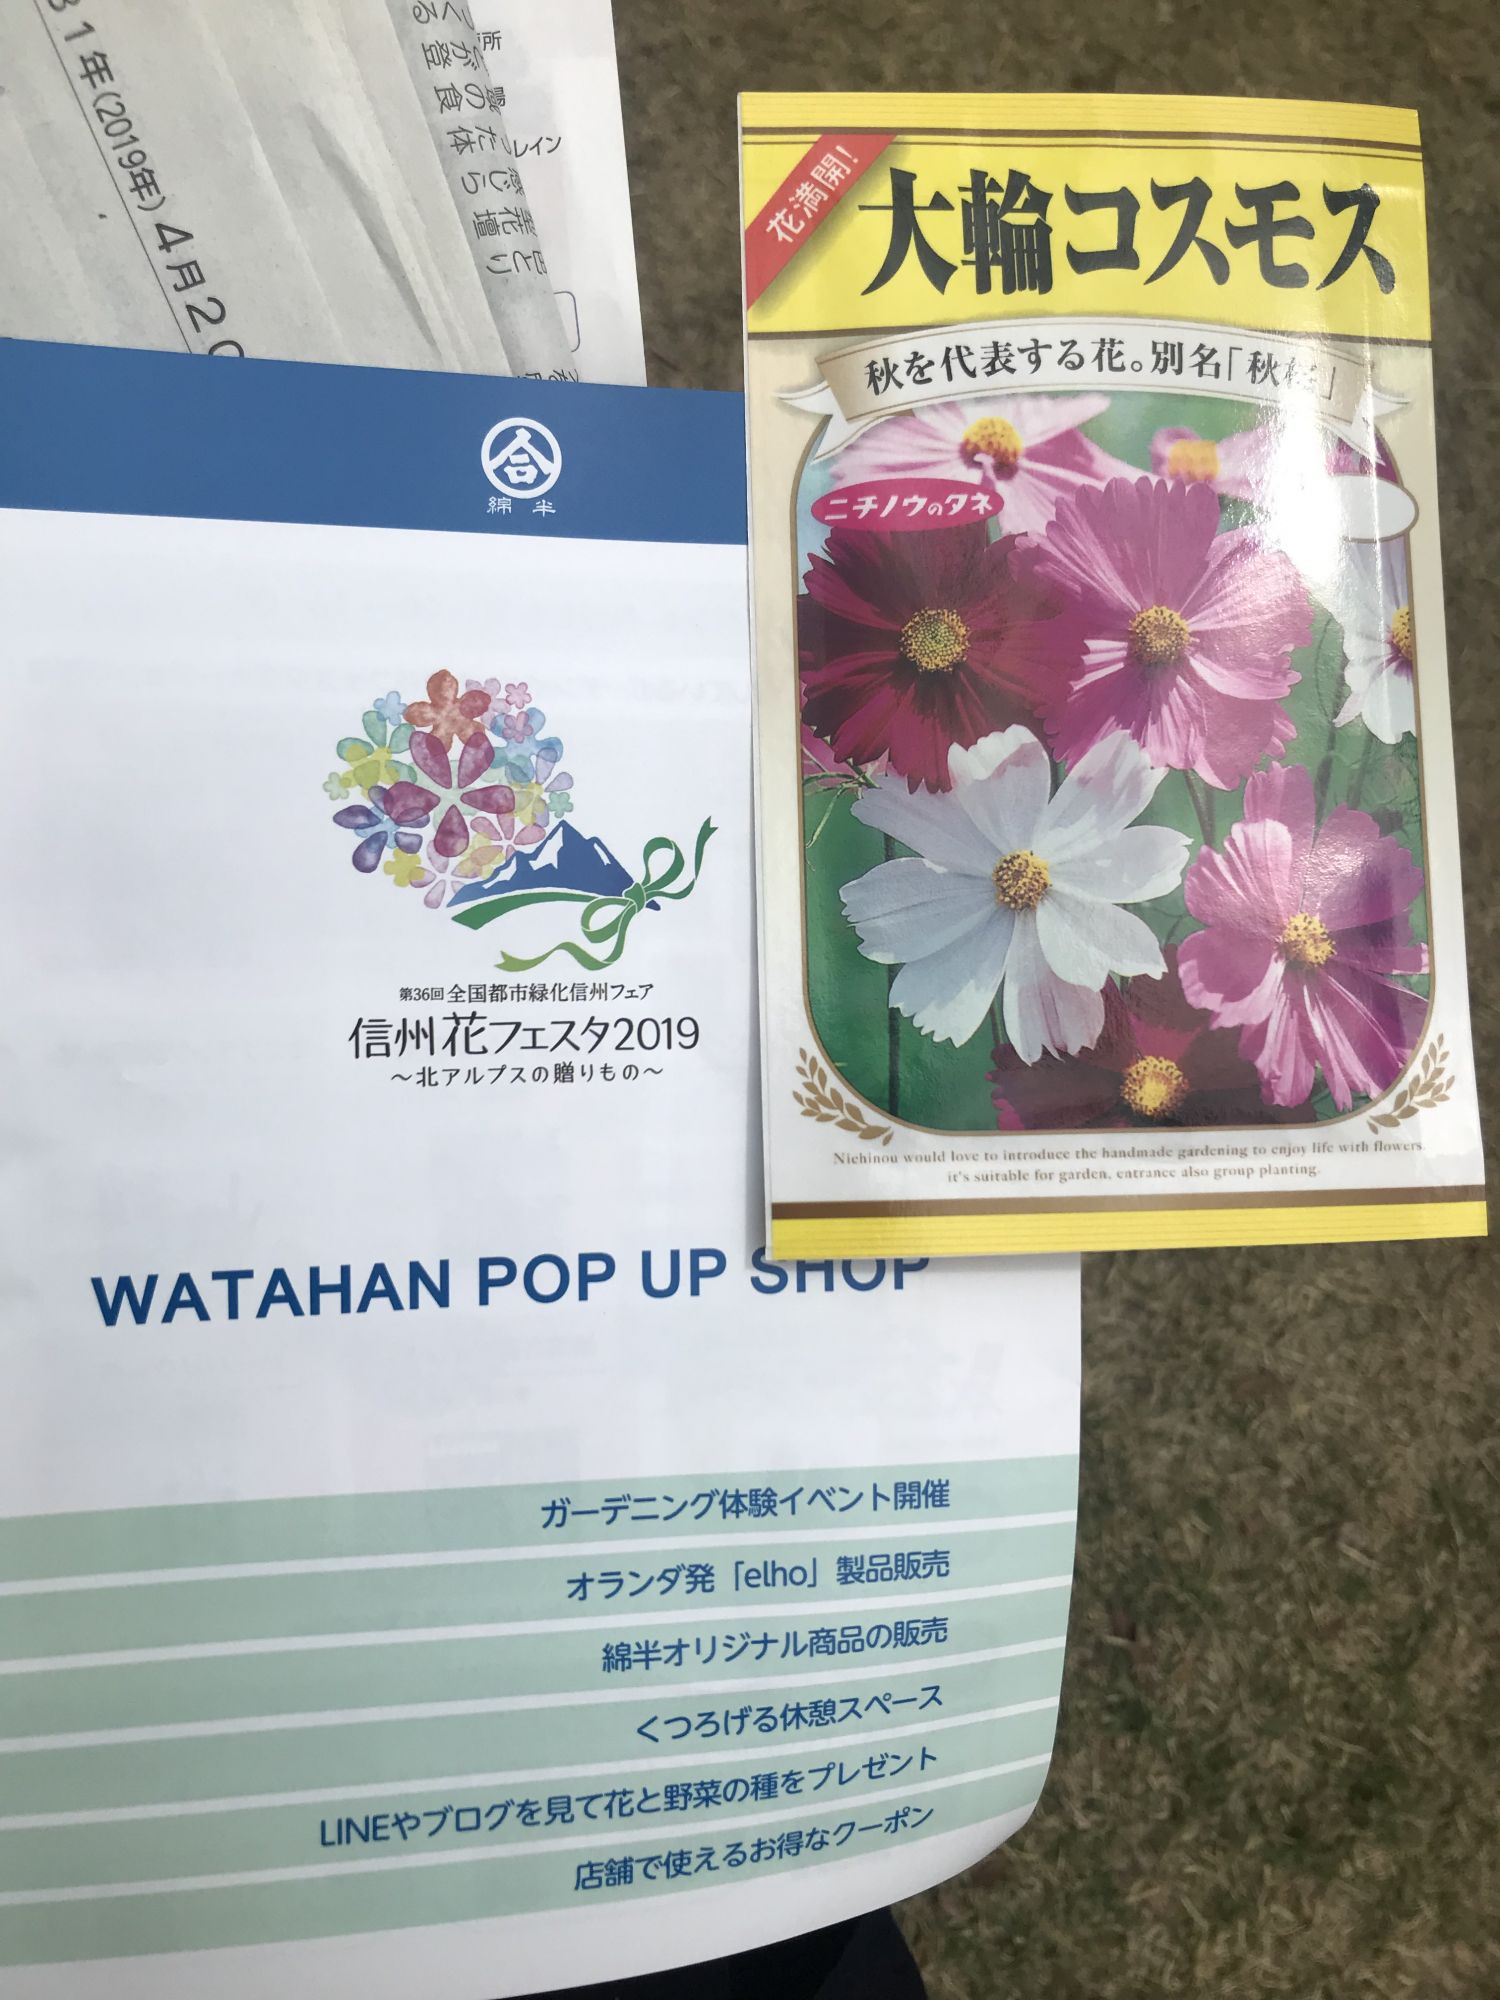 31年(2019年)4月20
花満開!
大輪コスモス
秋を代表する花。別名「秋桜」
ニチノウのタネ
Nichinou would love to introduce the handmade gardening to enjoy life with flowers.
it's suitable for garden, entrance also group planting.
合
綿半
第36回全国都市緑化信州フェア
信州花フェスタ2019
〜北アルプスの贈りもの〜
WATAHAN POP UP SHOP
ガーデニング体験イベント開催
オランダ発「elho」製品販売
綿半オリジナル商品の販売
くつろげる休憩スペース
LINEやブログを見て花と野菜の種をプレゼント
店舗で使えるお得なクーポン